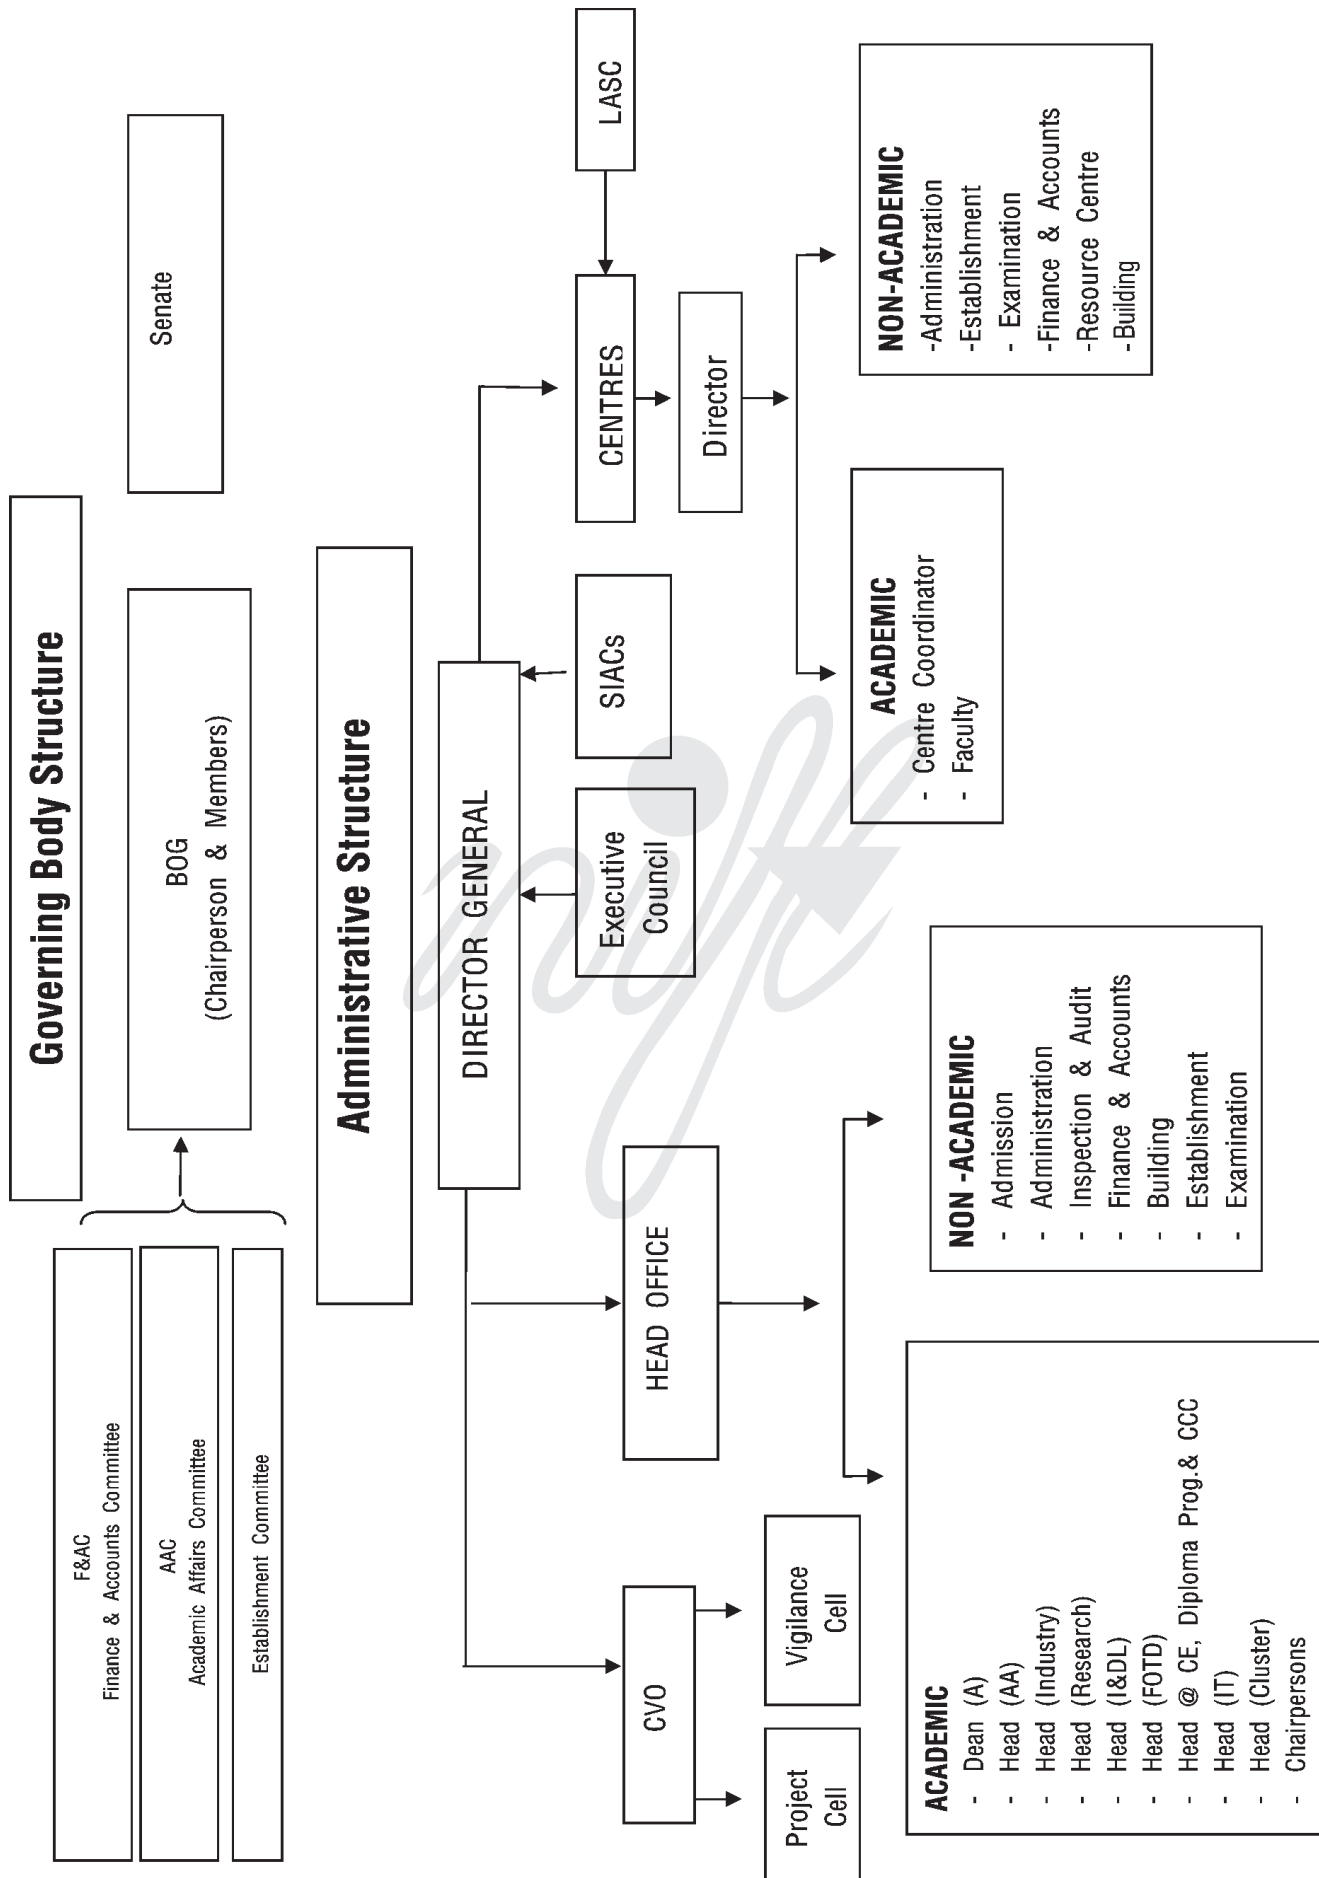 Governing Body Structure
F&AC
Finance & Accounts Committee
AAC
Academic Affairs Committee
Establishment Committee
BOG
(Chairperson & Members)
Senate
Administrative Structure
DIRECTOR GENERAL
CVO
Project
Cell
Vigilance
Cell
HEAD OFFICE
Executive
Council
SIACs
CENTRES
LASC
Director
ACADEMIC
- Dean (A)
- Head (AA)
- Head (Industry)
- Head (Research)
- Head (I&DL)
- Head (FOTD)
- Head @ CE, Diploma Prog.& CCC
- Head (IT)
- Head (Cluster)
- Chairpersons
NON -ACADEMIC
- Admission
- Administration
- Inspection & Audit
- Finance & Accounts
- Building
- Establishment
- Examination
ACADEMIC
- Centre Coordinator
- Faculty
NON-ACADEMIC
-Administration
-Establishment
- Examination
-Finance & Accounts
-Resource Centre
-Building
nift